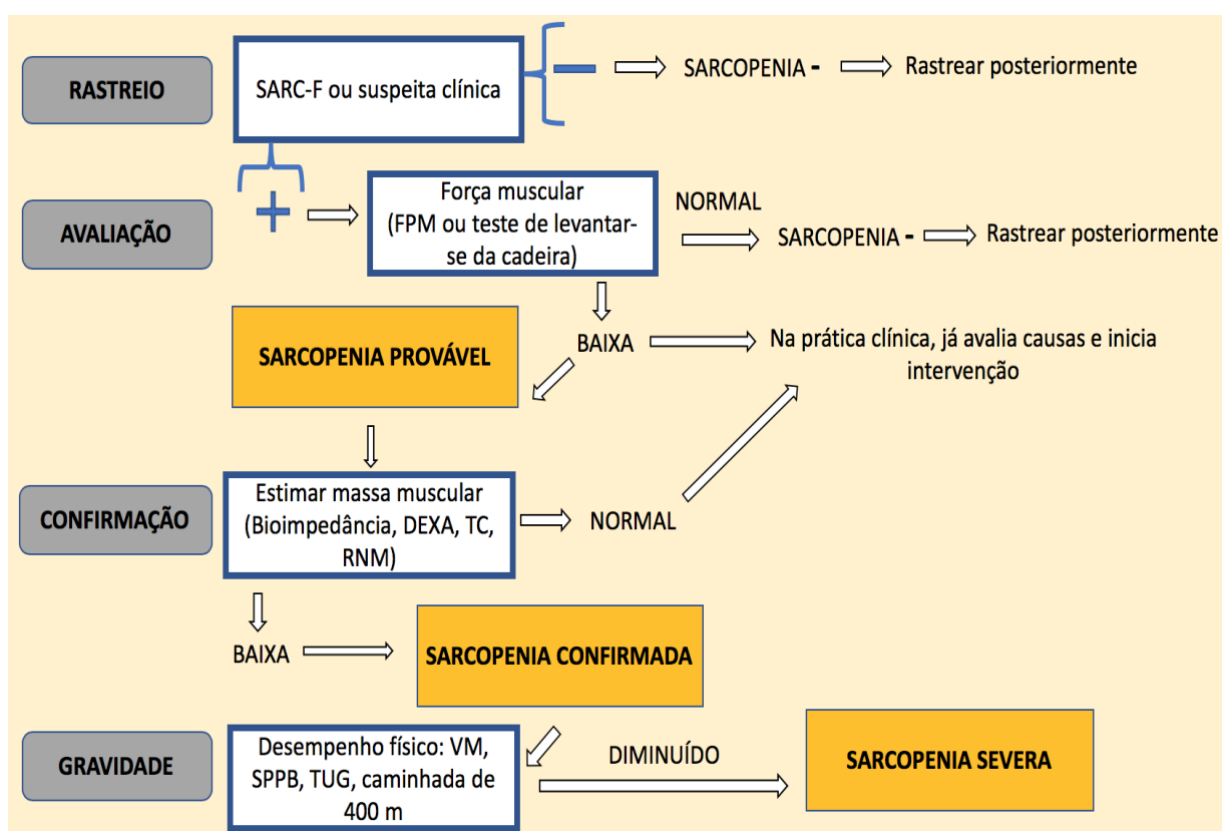 RASTREIO
SARC-F ou suspeita clínica
SARCOPENIA -
Rastrear posteriormente
AVALIAÇÃO
Força muscular
(FPM ou teste de levantar-
se da cadeira)
NORMAL
SARCOPENIA -
Rastrear posteriormente
SARCOPENIA PROVÁVEL
BAIXA
Na prática clínica, já avalia causas e inicia
intervenção
CONFIRMAÇÃO
Estimar massa muscular
(Bioimpedância, DEXA, TC,
RNM)
NORMAL
BAIXA
SARCOPENIA CONFIRMADA
GRAVIDADE
Desempenho físico: VM,
SPPB, TUG, caminhada de
400 m
DIMINUÍDO
SARCOPENIA SEVERA